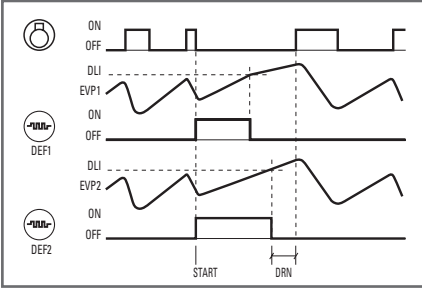 ON
OFF
DLI
EVP1
ON
OFF
DEF1
DLI
EVP2
ON
OFF
DEF2
START DRN